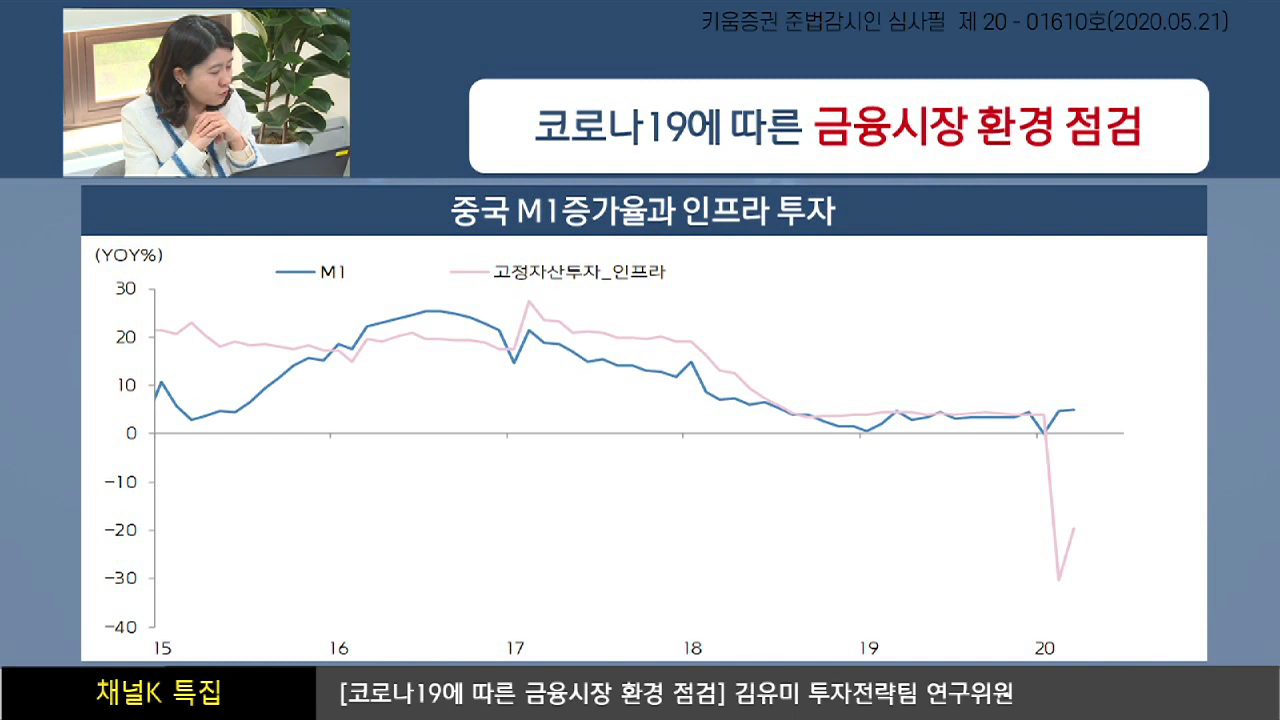 키움증권 준법감시인 심사필 제 20 - 01610호(2020.05.21)
코로나19에 따른 금융시장 환경 점검
중국 M1증가율과 인프라 투자
(YOY%)
M1 고정자산투자_인프라
30
20
10
0
-10
-20
-30
-40
15 16 17 18 19 20
채널K 특집
[코로나19에 따른 금융시장 환경 점검] 김유미 투자전략팀 연구위원